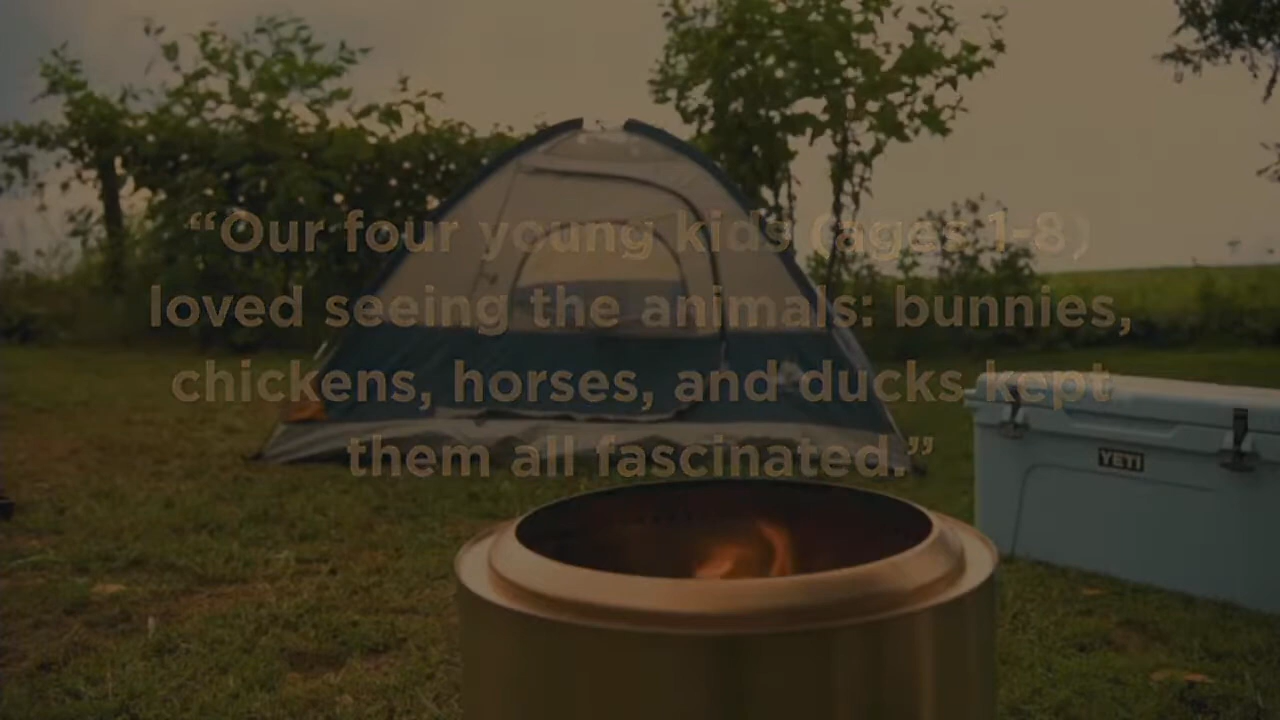 “Our four young kids (ages 1-8)
loved seeing the animals: bunnies,
chickens, horses, and ducks kept
them all fascinated.”
YETI